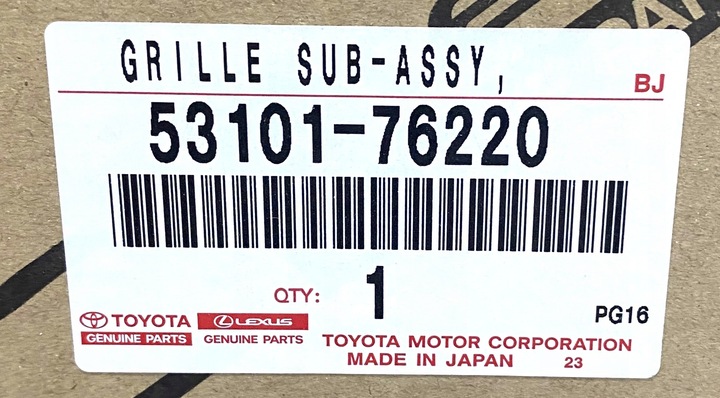 PA
GRILLE SUB-ASSY,
BJ
53101-76220
QTY: 1
PG16
TOYOTA
GENUINE PARTS
LEXUS
GENUINE PARTS
TOYOTA MOTOR CORPORATION
MADE IN JAPAN 23